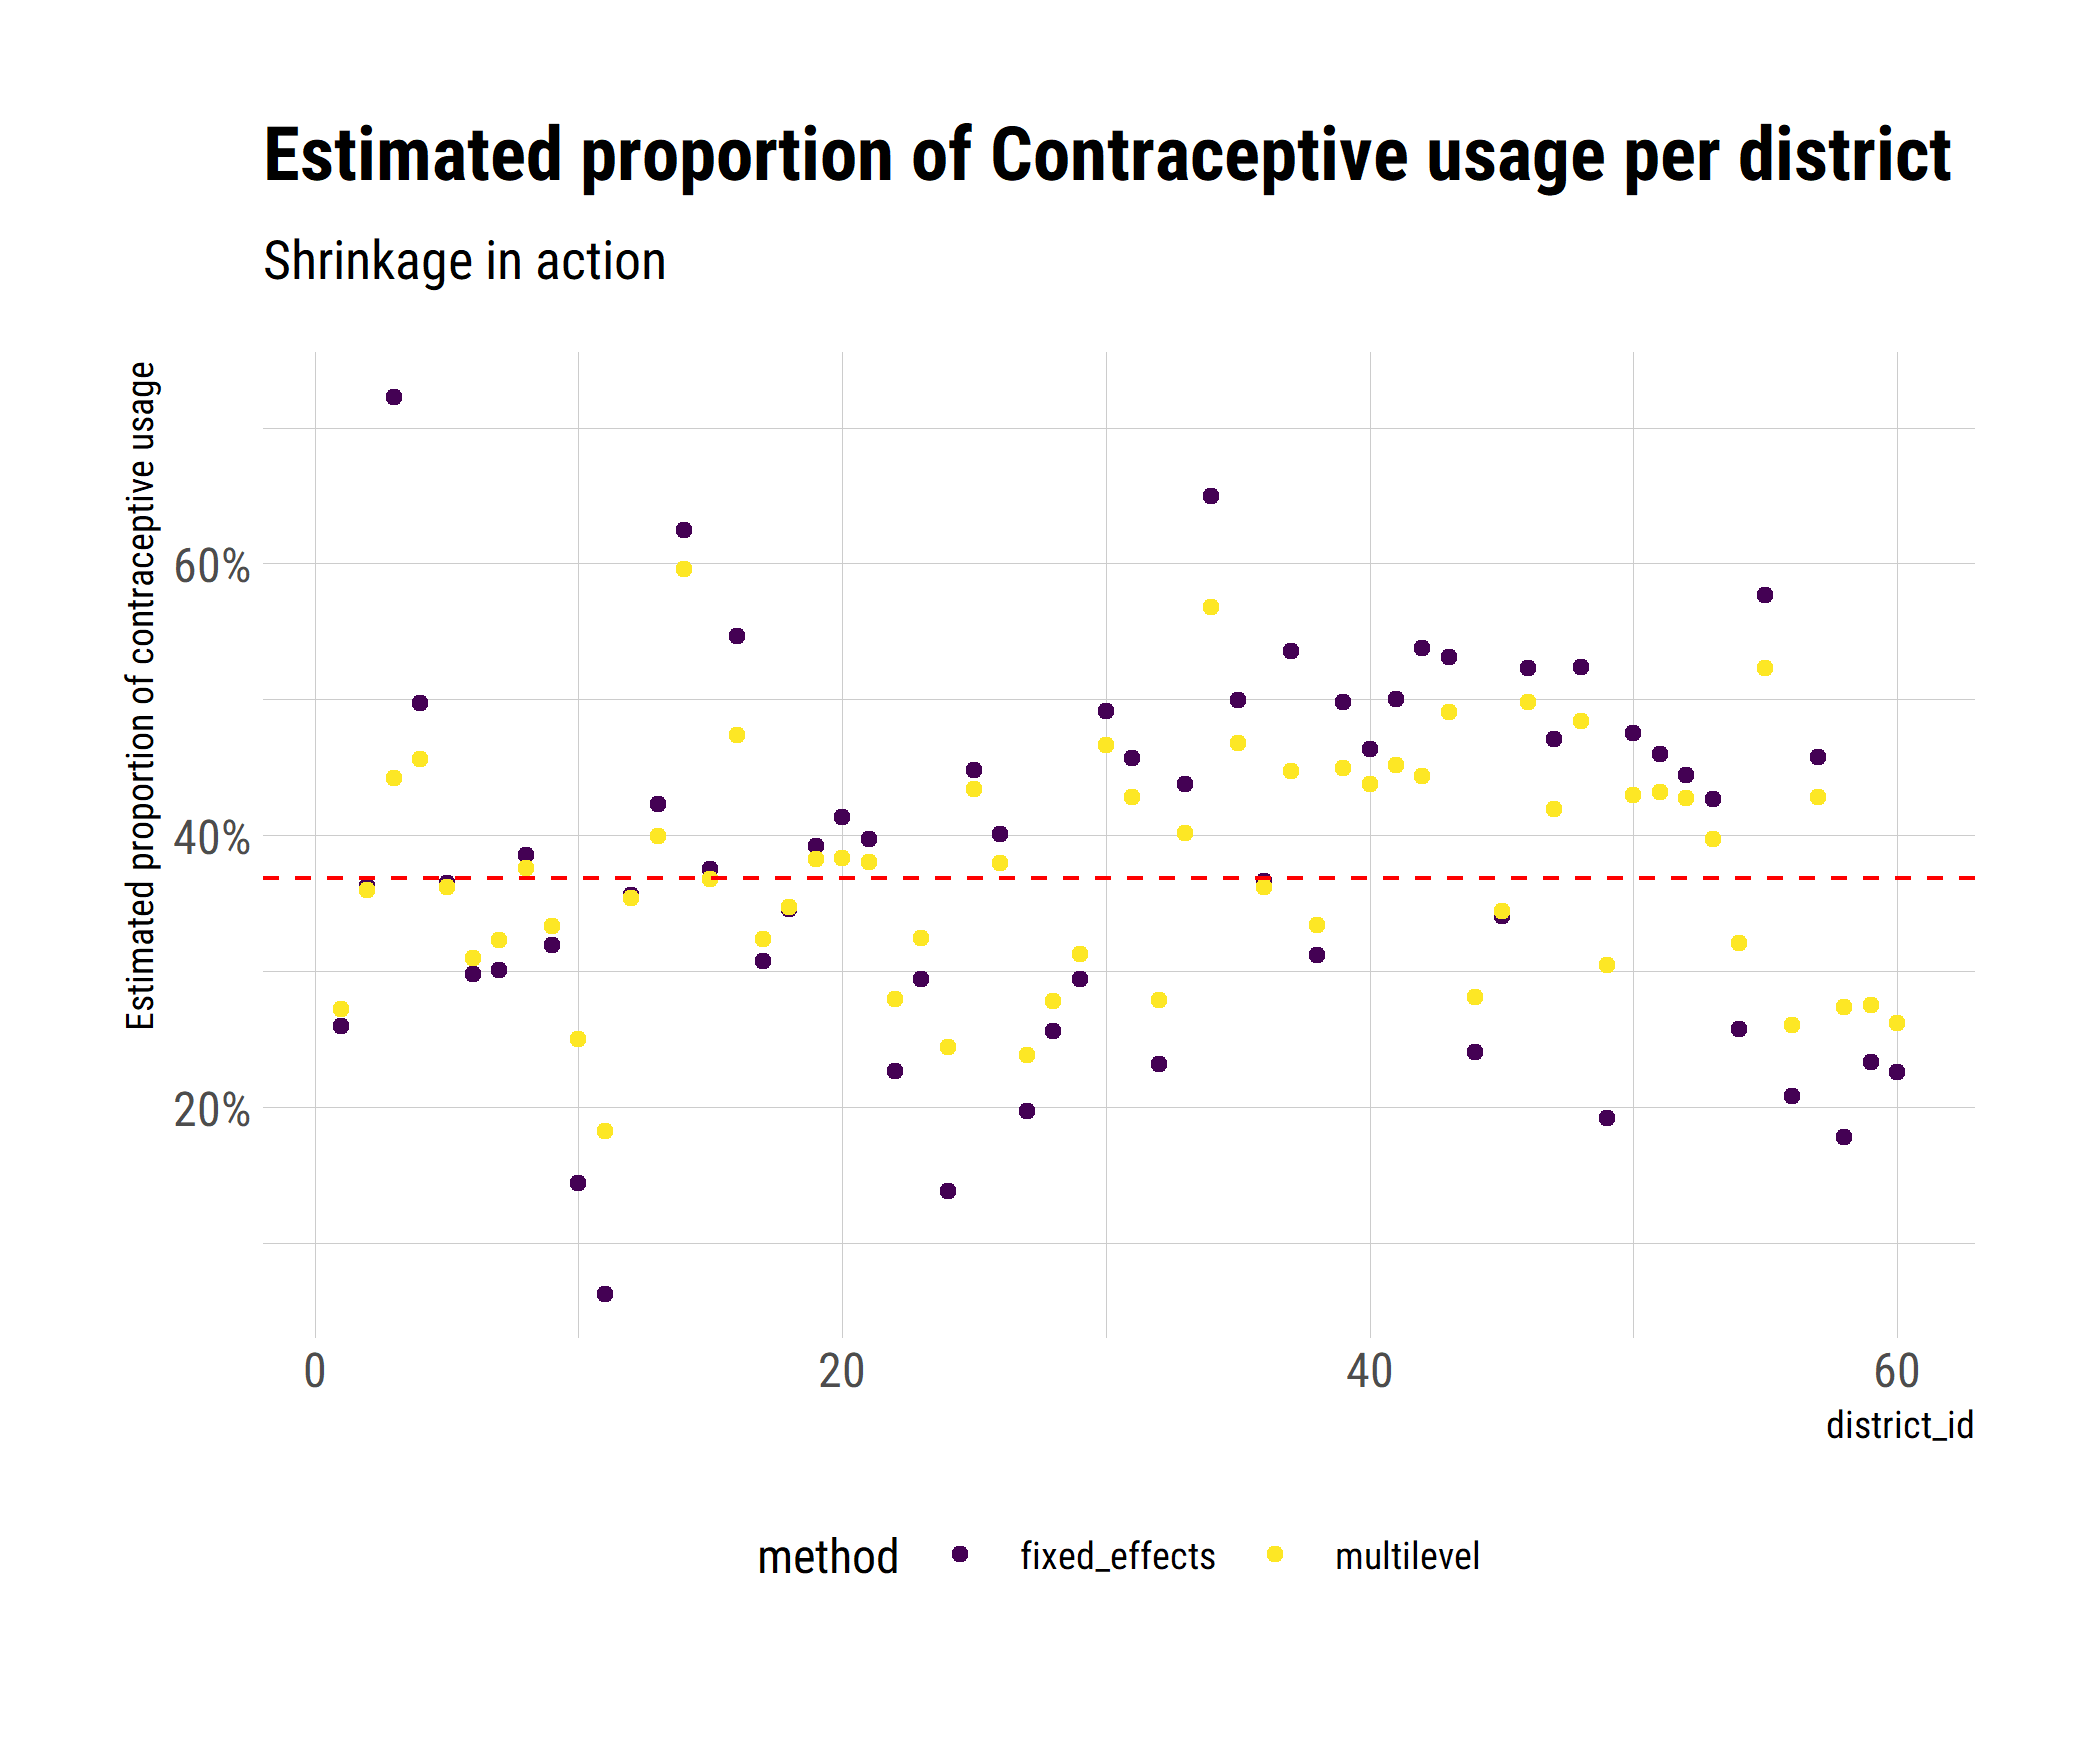 Estimated proportion of Contraceptive usage per district
Shrinkage in action
Estimated proportion of contraceptive usage
60%
40%
20%
0 20 40 60
district_id
method fixed_effects multilevel